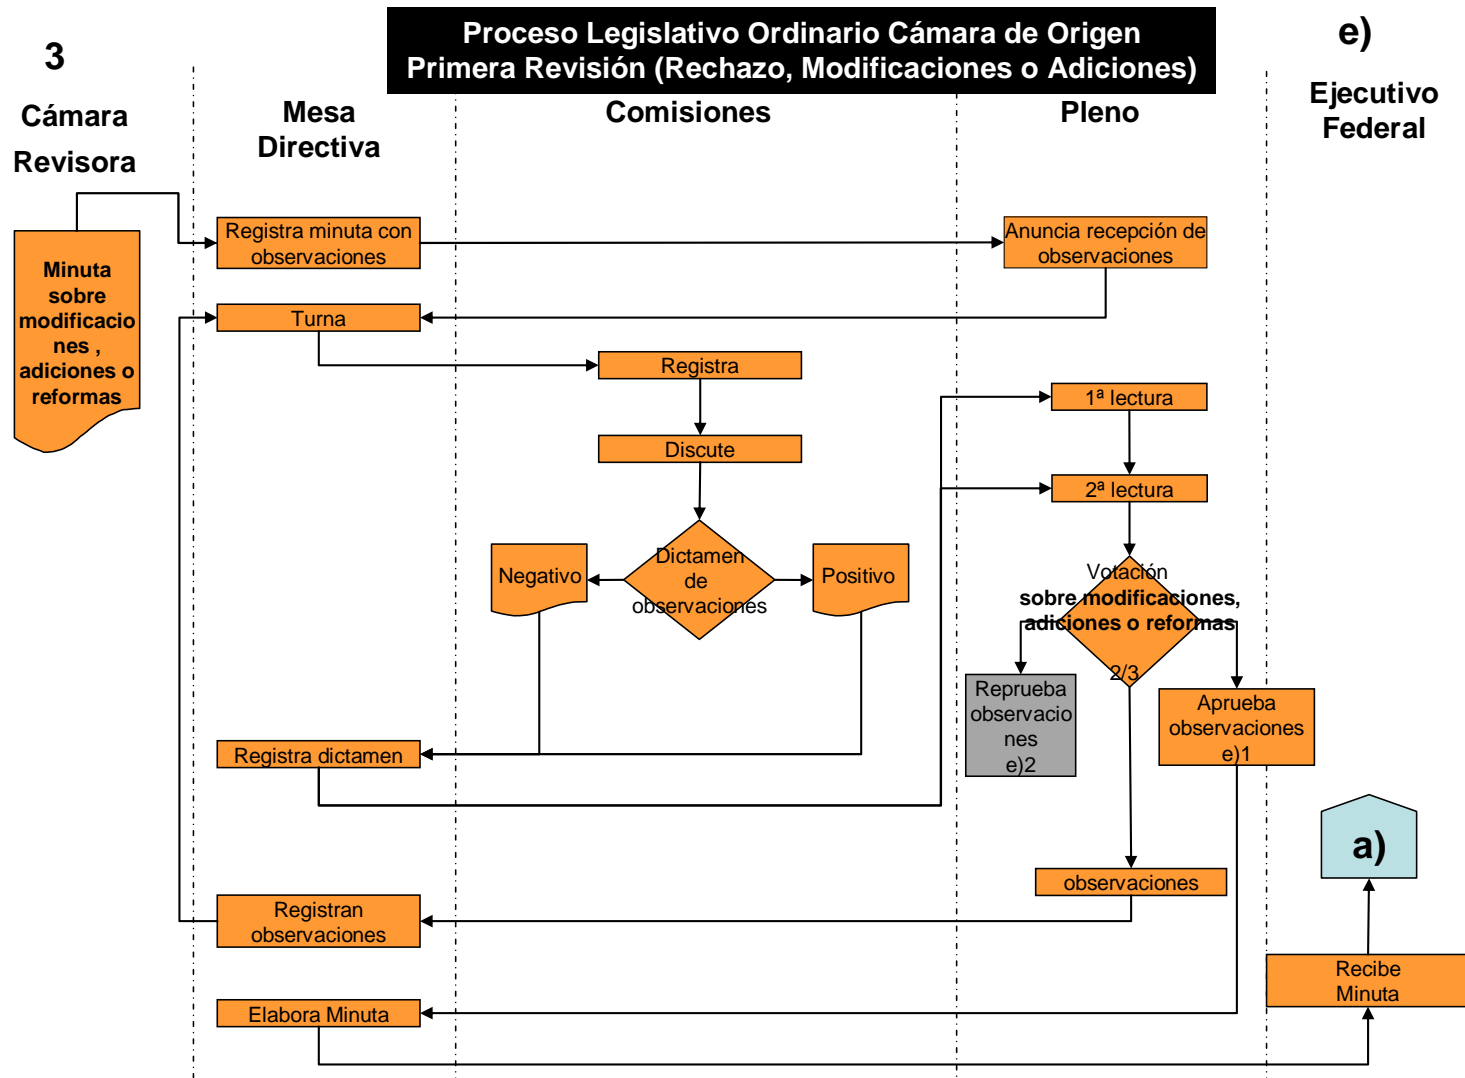 Proceso Legislativo Ordinario Cámara de Origen
Primera Revisión (Rechazo, Modificaciones o Adiciones)
3
e)
Cámara
Revisora
Mesa
Directiva
Comisiones
Pleno
Ejecutivo
Federal
Minuta
sobre
modificacio
nes ,
adiciones o
reformas
Registra minuta con
observaciones
Anuncia recepción de
observaciones
Turna
Registra
1ª lectura
Discute
2ª lectura
Dictamen
de
observaciones
Negativo
Positivo
Votación
sobre modificaciones,
adiciones o reformas
2/3
Reprueba
observacio
nes
e)2
Aprueba
observaciones
e)1
Registra dictamen
a)
observaciones
Registran
observaciones
Recibe
Minuta
Elabora Minuta